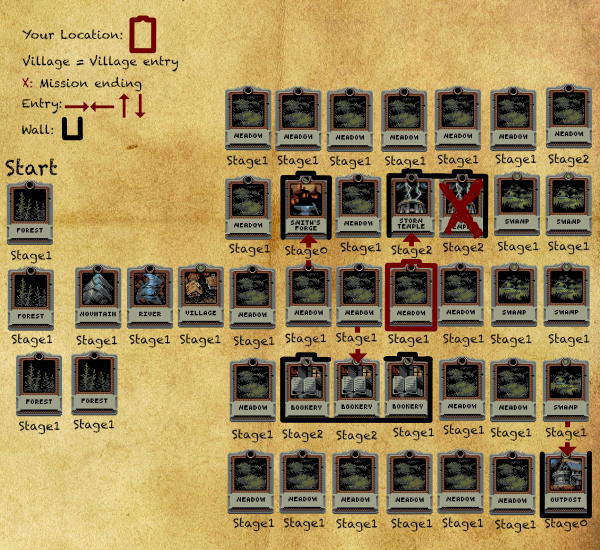 Your Location:
Village = Village entry
X: Mission ending
Entry:
Wall:
Start
MEADOW MEADOW MEADOW MEADOW MEADOW MEADOW MEADOW
Stage1 Stage1 Stage1 Stage1 Stage1 Stage1 Stage2
FOREST MEADOW SMITH'S FORGE MEADOW STORM TEMPLE SWAMP SWAMP
Stage1 Stage1 Stage0 Stage1 Stage2 Stage2 Stage1 Stage1
FOREST MOUNTAIN RIVER VILLAGE MEADOW MEADOW MEADOW MEADOW MEADOW SWAMP SWAMP
Stage1 Stage1 Stage1 Stage1 Stage1 Stage1 Stage1 Stage1 Stage1 Stage1 Stage1
FOREST FOREST MEADOW BOOKERY BOOKERY BOOKERY MEADOW MEADOW SWAMP
Stage1 Stage1 Stage1 Stage2 Stage2 Stage1 Stage1 Stage1 Stage1
MEADOW MEADOW MEADOW MEADOW MEADOW MEADOW OUTPOST
Stage1 Stage1 Stage1 Stage1 Stage1 Stage1 Stage0